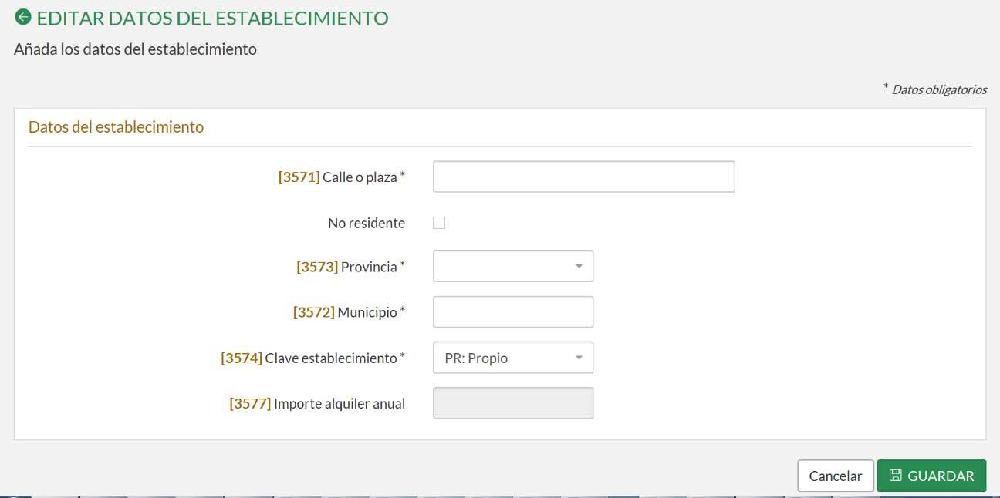 EDITAR DATOS DEL ESTABLECIMIENTO
Añada los datos del establecimiento
* Datos obligatorios
Datos del establecimiento
[3571] Calle o plaza *
No residente
[3573] Provincia *
[3572] Municipio *
[3574] Clave establecimiento * PR: Propio
[3577] Importe alquiler anual
Cancelar GUARDAR